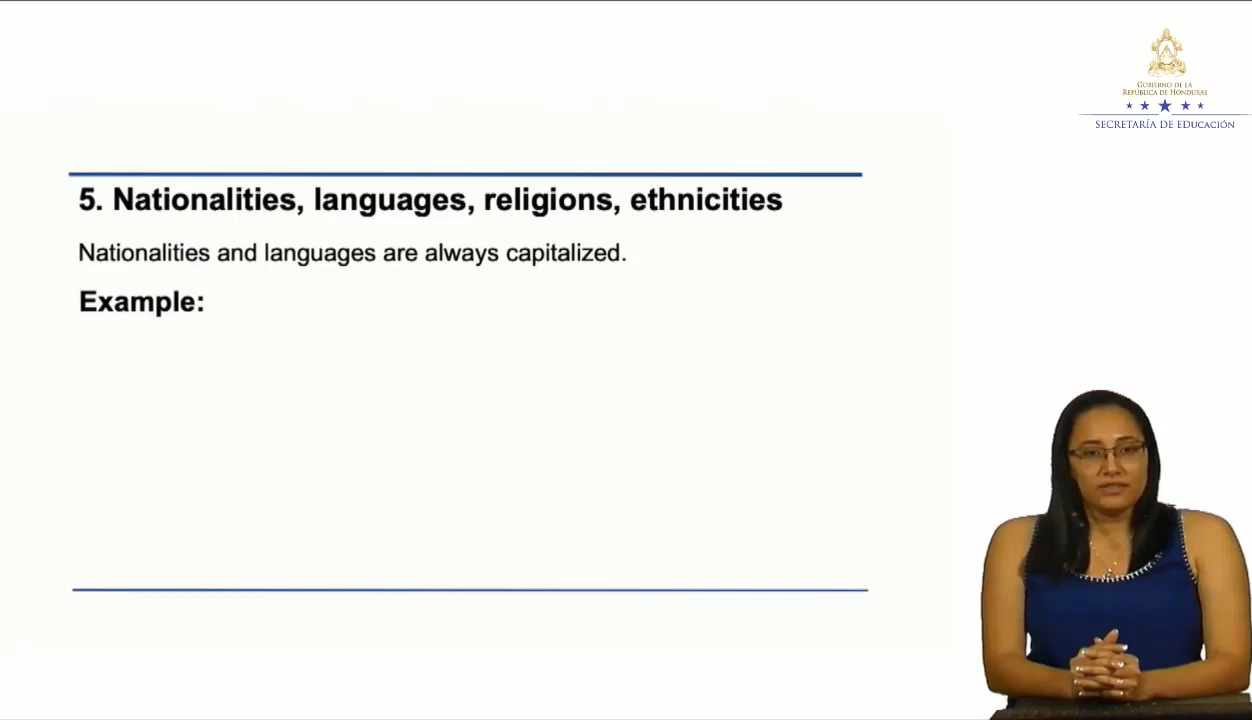 GOBIERNO DE LA
REPÚBLICA DE HONDURAS
SECRETARÍA DE EDUCACIÓN
5. Nationalities, languages, religions, ethnicities
Nationalities and languages are always capitalized.
Example: